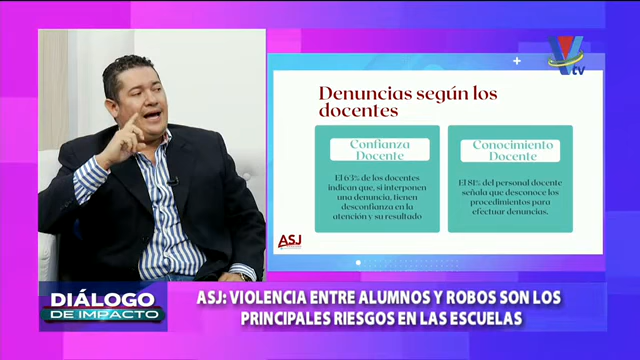 V tv
Denuncias según los
docentes
Confianza
Docente
El 63% de los docentes
indican que, si interponen
una denuncia, tienen
desconfianza en la
atención y su resultado
Conocimiento
Docente
El 81% del personal docente
señala que desconoce los
procedimientos para
efectuar denuncias.
ASJ
DIÁLOGO
DE IMPACTO
ASJ: VIOLENCIA ENTRE ALUMNOS Y ROBOS SON LOS
PRINCIPALES RIESGOS EN LAS ESCUELAS